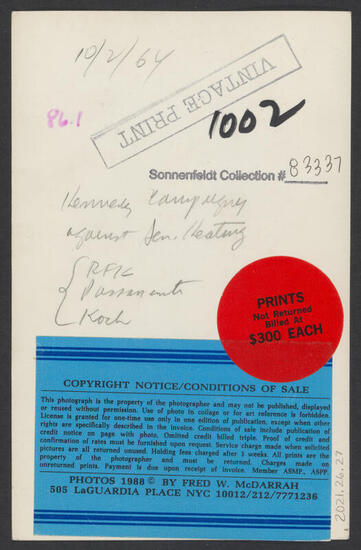 10/2/64
VINTAGE PRINT
86.1
1002
Sonnenfeldt Collection # 83337
Kennedy Campaigning
against Sen. Keating
RFK
Passannante
Koch
PRINTS
Not Returned
Billed At
$300 EACH
COPYRIGHT NOTICE/CONDITIONS OF SALE
This photograph is the property of the photographer and may not be published, displayed
or reused without permission. Use of photo in collage or for art reference is forbidden.
License is granted for one-time use only in one edition of publication, except when other
rights are specifically described in the invoice. Conditions of sale include publication of
credit notice on page with photo. Omitted credit billed triple. Proof of credit and
confirmation of rates must be furnished upon request. Service charge made when solicited
pictures are all returned unused. Holding fees charged after 3 weeks. All prints are the
property of the photographer and must be returned. Charges made on
unreturned prints. Payment is due upon receipt of invoice. Member ASMP., ASPP.
PHOTOS 1988 © BY FRED W. McDARRAH
505 LaGUARDIA PLACE NYC 10012/212/7771236
2021.26.27